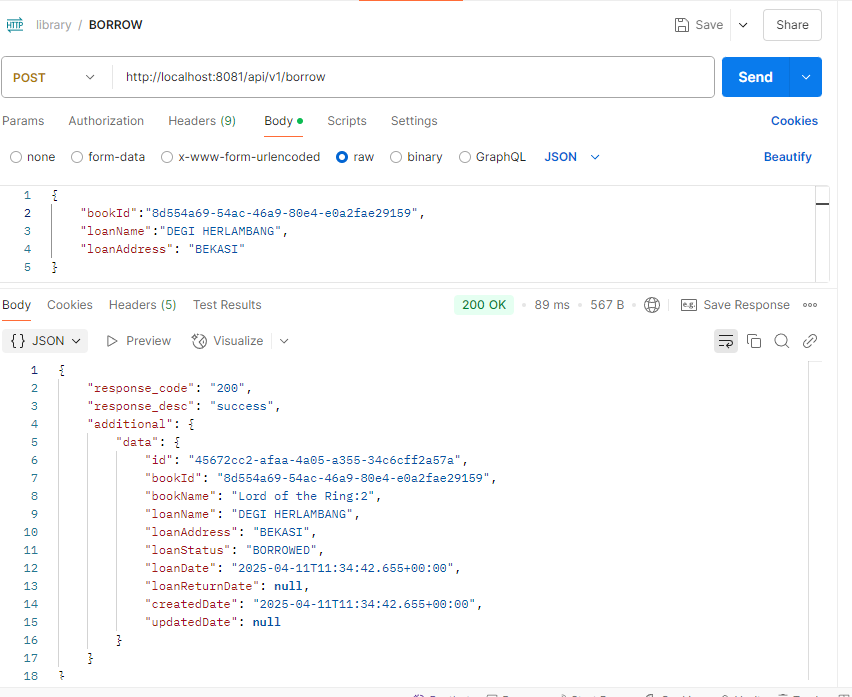 HTTP library / BORROW Save Share
POST http://localhost:8081/api/v1/borrow Send
Params Authorization Headers (9) Body Scripts Settings Cookies
none form-data x-www-form-urlencoded raw binary GraphQL JSON Beautify
1 {
2 "bookId":"8d554a69-54ac-46a9-80e4-e0a2fae29159",
3 "loanName":"DEGI HERLAMBANG",
4 "loanAddress": "BEKASI"
5 }
Body Cookies Headers (5) Test Results 200 OK 89 ms 567 B e.g. Save Response
{} JSON Preview Visualize
1 {
2 "response_code": "200",
3 "response_desc": "success",
4 "additional": {
5 "data": {
6 "id": "45672cc2-afaa-4a05-a355-34c6cff2a57a",
7 "bookId": "8d554a69-54ac-46a9-80e4-e0a2fae29159",
8 "bookName": "Lord of the Ring:2",
9 "loanName": "DEGI HERLAMBANG",
10 "loanAddress": "BEKASI",
11 "loanStatus": "BORROWED",
12 "loanDate": "2025-04-11T11:34:42.655+00:00",
13 "loanReturnDate": null,
14 "createdDate": "2025-04-11T11:34:42.655+00:00",
15 "updatedDate": null
16 }
17 }
18 }